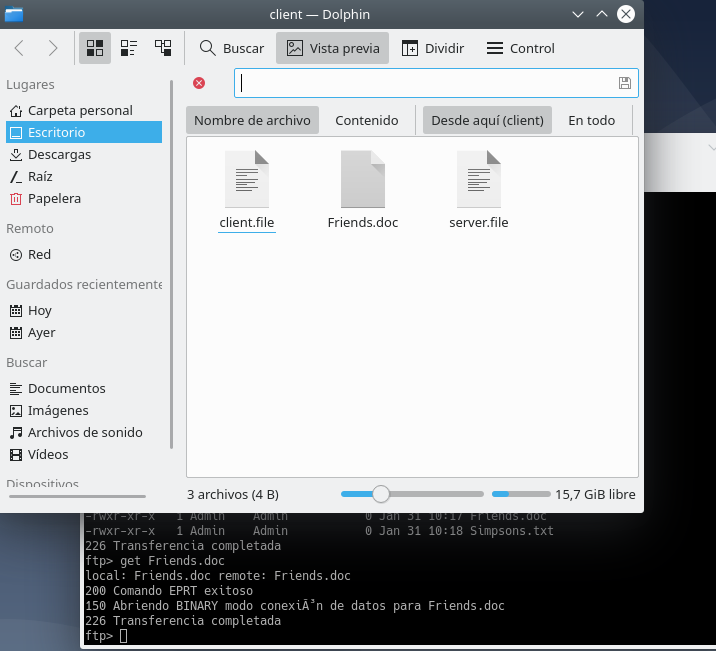 client — Dolphin
Buscar
Vista previa
Dividir
Control
Lugares
Carpeta personal
Escritorio
Descargas
Raíz
Papelera
Remoto
Red
Guardados recientemente
Hoy
Ayer
Buscar
Documentos
Imágenes
Archivos de sonido
Vídeos
Dispositivos
Nombre de archivo
Contenido
Desde aquí (client)
En todo
client.file
Friends.doc
server.file
3 archivos (4 B)
15,7 GiB libre
-rwxr-xr-x 1 Admin Admin 0 Jan 31 10:17 Friends.doc
-rwxr-xr-x 1 Admin Admin 0 Jan 31 10:18 Simpsons.txt
226 Transferencia completada
ftp> get Friends.doc
local: Friends.doc remote: Friends.doc
200 Comando EPRT exitoso
150 Abriendo BINARY modo conexiÃ³n de datos para Friends.doc
226 Transferencia completada
ftp>